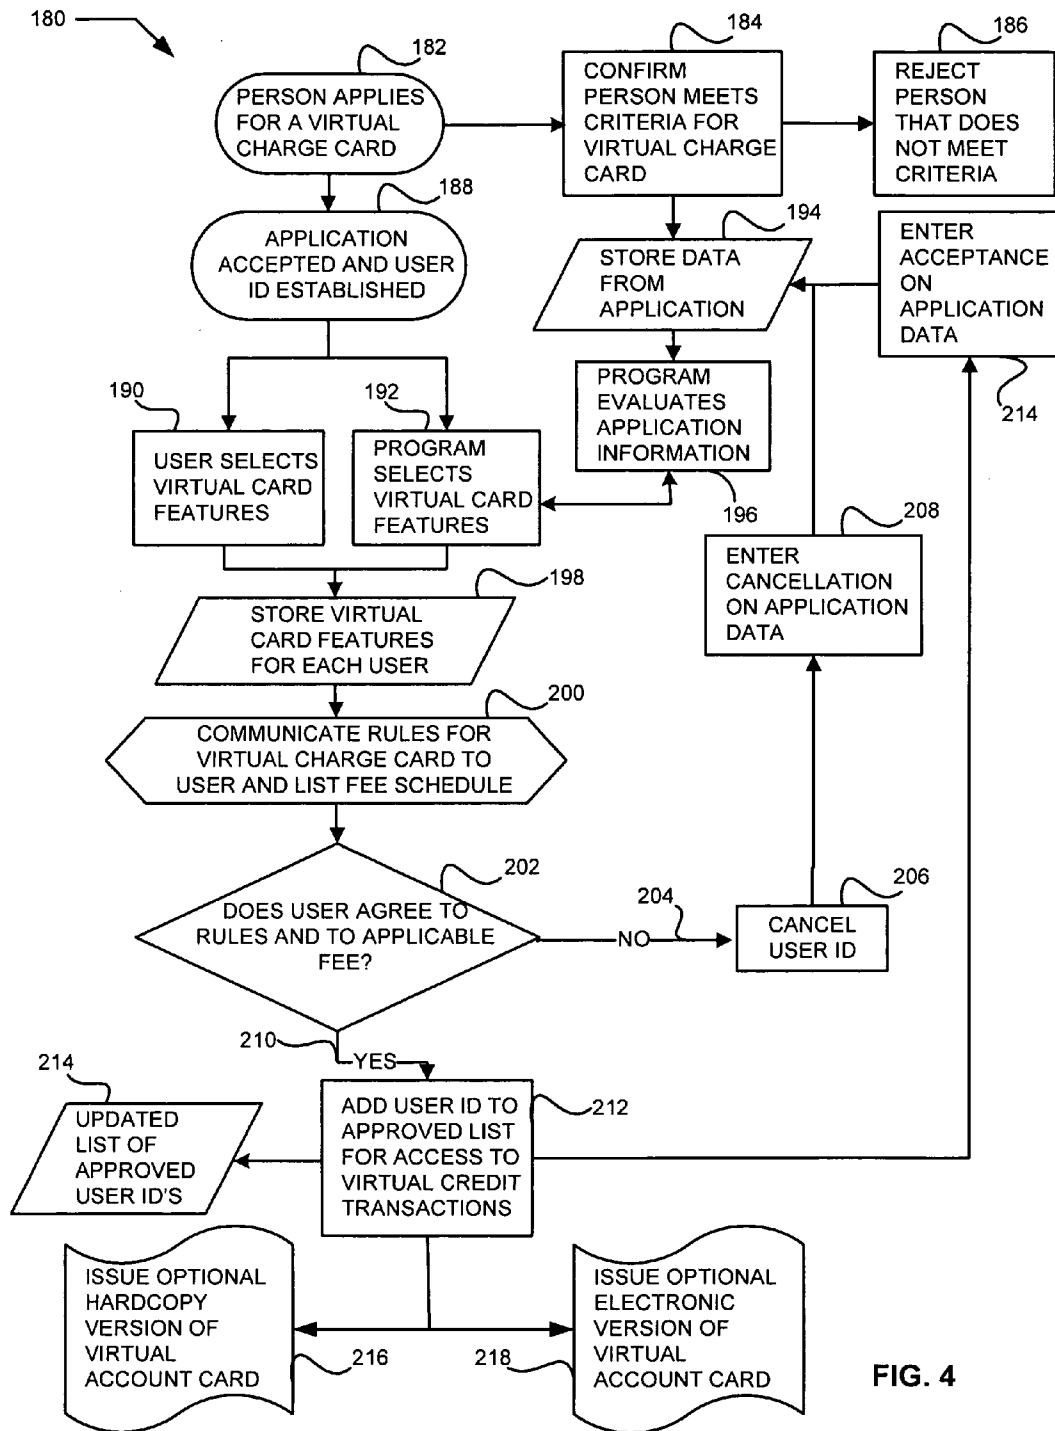 180
182
PERSON APPLIES
FOR A VIRTUAL
CHARGE CARD
184
CONFIRM
PERSON MEETS
CRITERIA FOR
VIRTUAL CHARGE
CARD
186
REJECT
PERSON
THAT DOES
NOT MEET
CRITERIA
188
APPLICATION
ACCEPTED AND USER
ID ESTABLISHED
194
STORE DATA
FROM
APPLICATION
ENTER
ACCEPTANCE
ON
APPLICATION
DATA
214
190
USER SELECTS
VIRTUAL CARD
FEATURES
192
PROGRAM
SELECTS
VIRTUAL CARD
FEATURES
PROGRAM
EVALUATES
APPLICATION
INFORMATION
196
208
ENTER
CANCELLATION
ON APPLICATION
DATA
198
STORE VIRTUAL
CARD FEATURES
FOR EACH USER
200
COMMUNICATE RULES FOR
VIRTUAL CHARGE CARD TO
USER AND LIST FEE SCHEDULE
202
DOES USER AGREE TO
RULES AND TO APPLICABLE
FEE?
204
NO
206
CANCEL
USER ID
210
YES
214
UPDATED
LIST OF
APPROVED
USER ID'S
212
ADD USER ID TO
APPROVED LIST
FOR ACCESS TO
VIRTUAL CREDIT
TRANSACTIONS
ISSUE OPTIONAL
HARDCOPY
VERSION OF
VIRTUAL
ACCOUNT CARD
216
218
ISSUE OPTIONAL
ELECTRONIC
VERSION OF
VIRTUAL
ACCOUNT CARD
FIG. 4